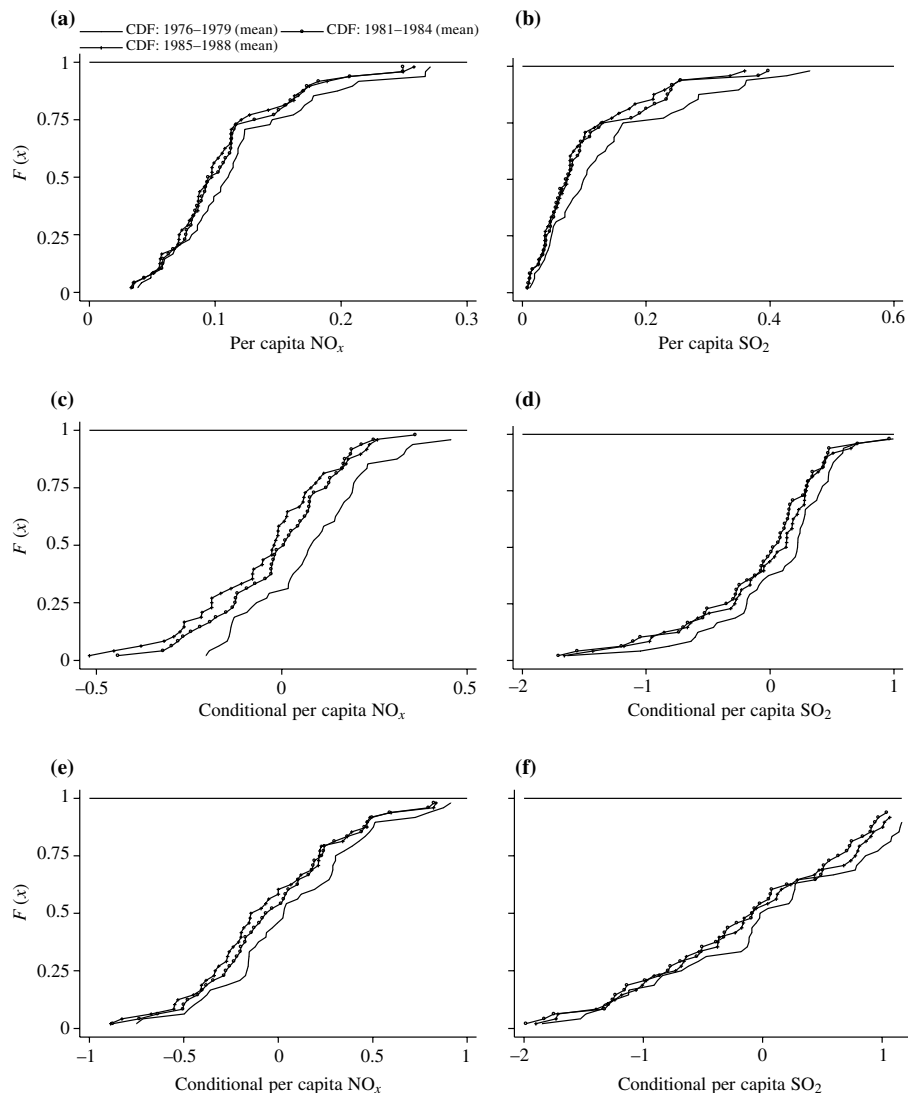 (a)
(b)
CDF: 1976–1979 (mean) CDF: 1981–1984 (mean)
CDF: 1985–1988 (mean)
1
0.75
0.5
0.25
0
F (x)
0 0.1 0.2 0.3
Per capita NOx
0 0.2 0.4 0.6
Per capita SO2
(c)
(d)
1
0.75
0.5
0.25
0
F (x)
–0.5 0 0.5
Conditional per capita NOx
–2 –1 0 1
Conditional per capita SO2
(e)
(f)
1
0.75
0.5
0.25
0
F (x)
–1 –0.5 0 0.5 1
Conditional per capita NOx
–2 –1 0 1
Conditional per capita SO2